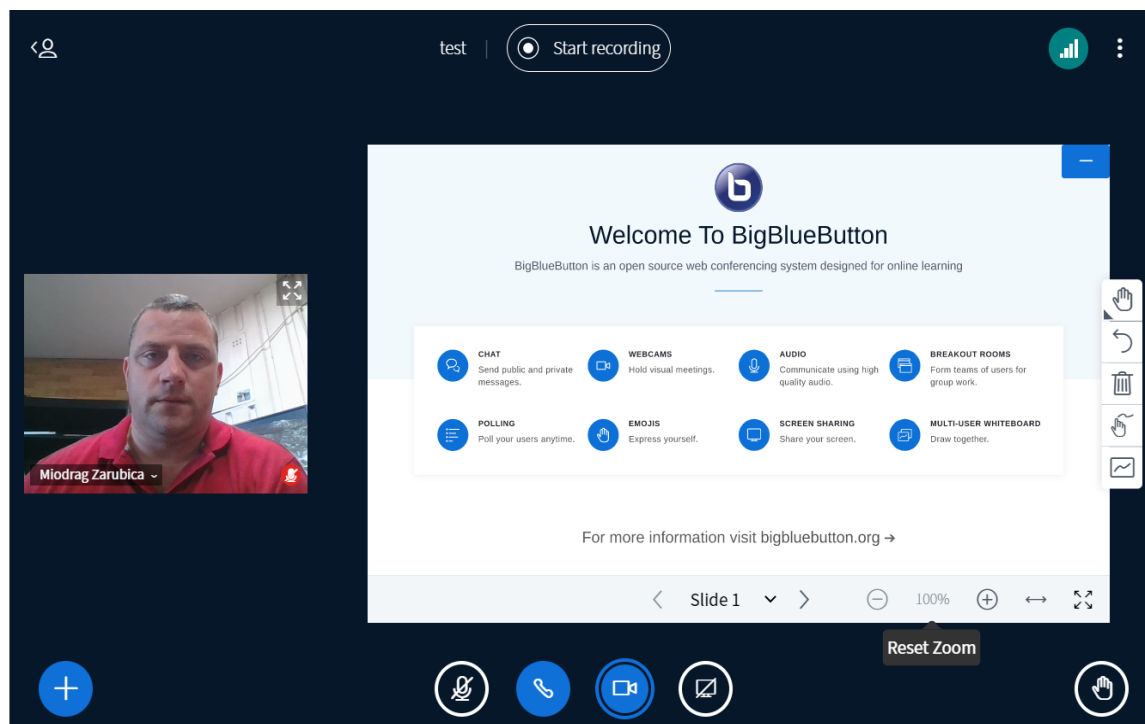 test
Start recording
Welcome To BigBlueButton
BigBlueButton is an open source web conferencing system designed for online learning
CHAT
Send public and private
messages.
WEBCAMS
Hold visual meetings.
AUDIO
Communicate using high
quality audio.
BREAKOUT ROOMS
Form teams of users for
group work.
POLLING
Poll your users anytime.
EMOJIS
Express yourself.
SCREEN SHARING
Share your screen.
MULTI-USER WHITEBOARD
Draw together.
Miodrag Zarubica
For more information visit bigbluebutton.org →
Slide 1
100%
Reset Zoom